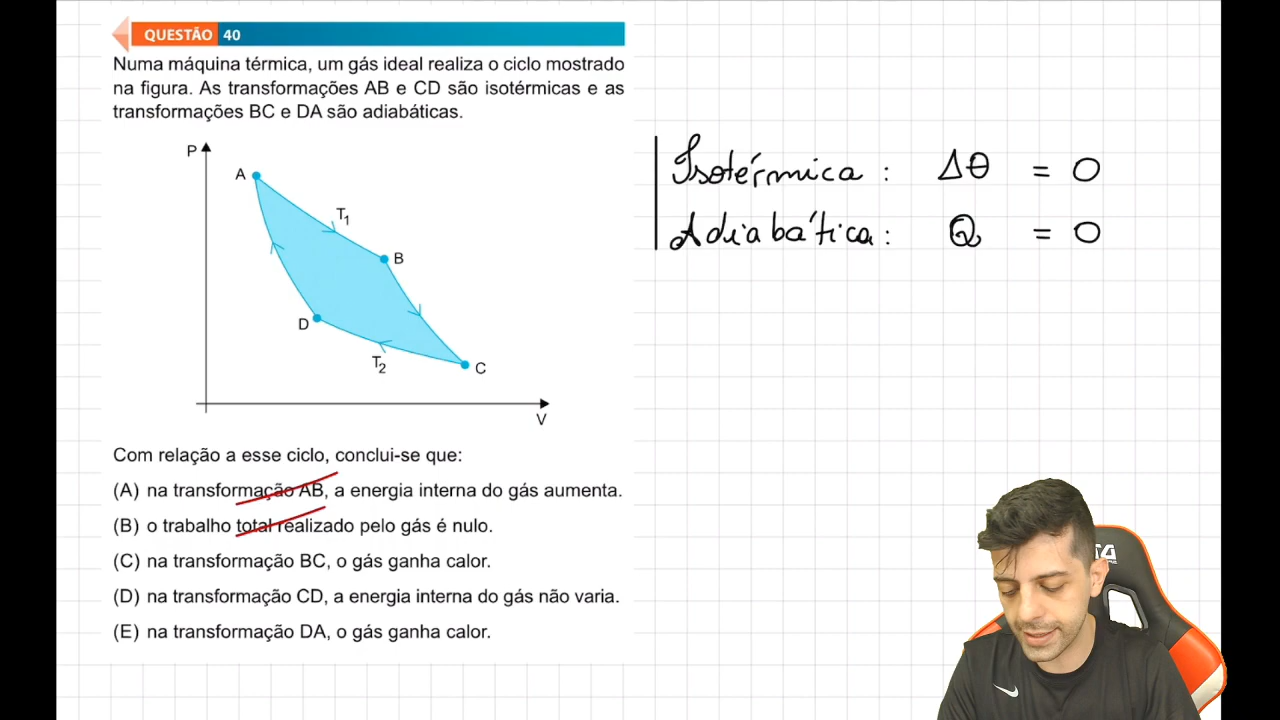 QUESTÃO 40
Numa máquina térmica, um gás ideal realiza o ciclo mostrado
na figura. As transformações AB e CD são isotérmicas e as
transformações BC e DA são adiabáticas.
P
A
T1
B
D
T2
C
V
Isotérmica : Δθ = 0
Adiabática : Q = 0
Com relação a esse ciclo, conclui-se que:
(A) na transformação AB, a energia interna do gás aumenta.
(B) o trabalho total realizado pelo gás é nulo.
(C) na transformação BC, o gás ganha calor.
(D) na transformação CD, a energia interna do gás não varia.
(E) na transformação DA, o gás ganha calor.